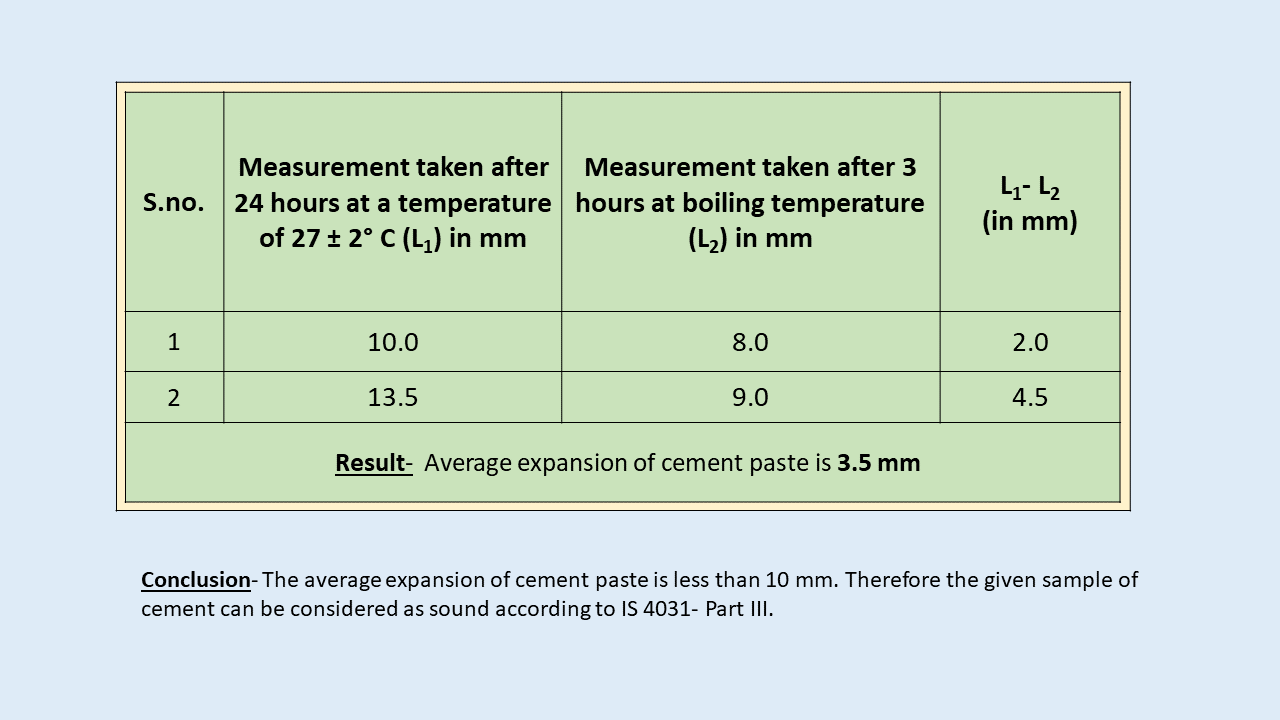 S.no.
Measurement taken after
24 hours at a temperature
of 27 ± 2° C (L₁) in mm
Measurement taken after 3
hours at boiling temperature
(L₂) in mm
L₁- L₂
(in mm)
1 10.0 8.0 2.0
2 13.5 9.0 4.5
Result- Average expansion of cement paste is 3.5 mm
Conclusion- The average expansion of cement paste is less than 10 mm. Therefore the given sample of
cement can be considered as sound according to IS 4031- Part III.